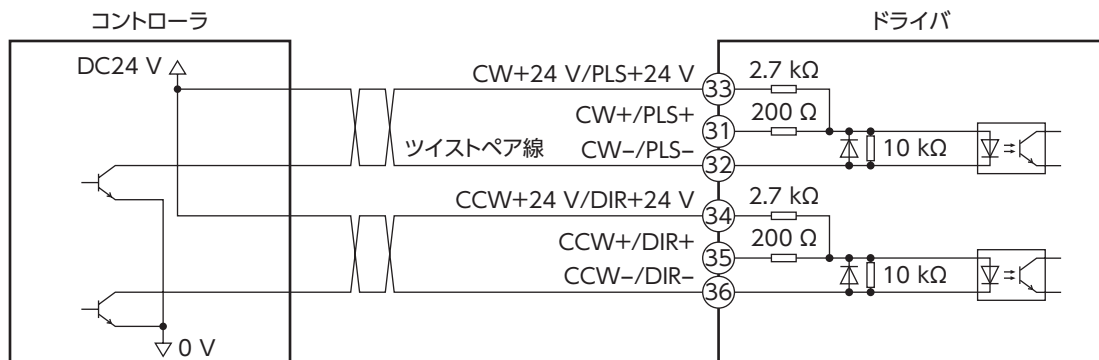 コントローラ
ドライバ
DC24 V
CW+24 V/PLS+24 V
33
2.7 kΩ
CW+/PLS+
31
200 Ω
ツイストペア線
CW–/PLS–
32
10 kΩ
CCW+24 V/DIR+24 V
34
2.7 kΩ
CCW+/DIR+
35
200 Ω
CCW–/DIR–
36
10 kΩ
0 V